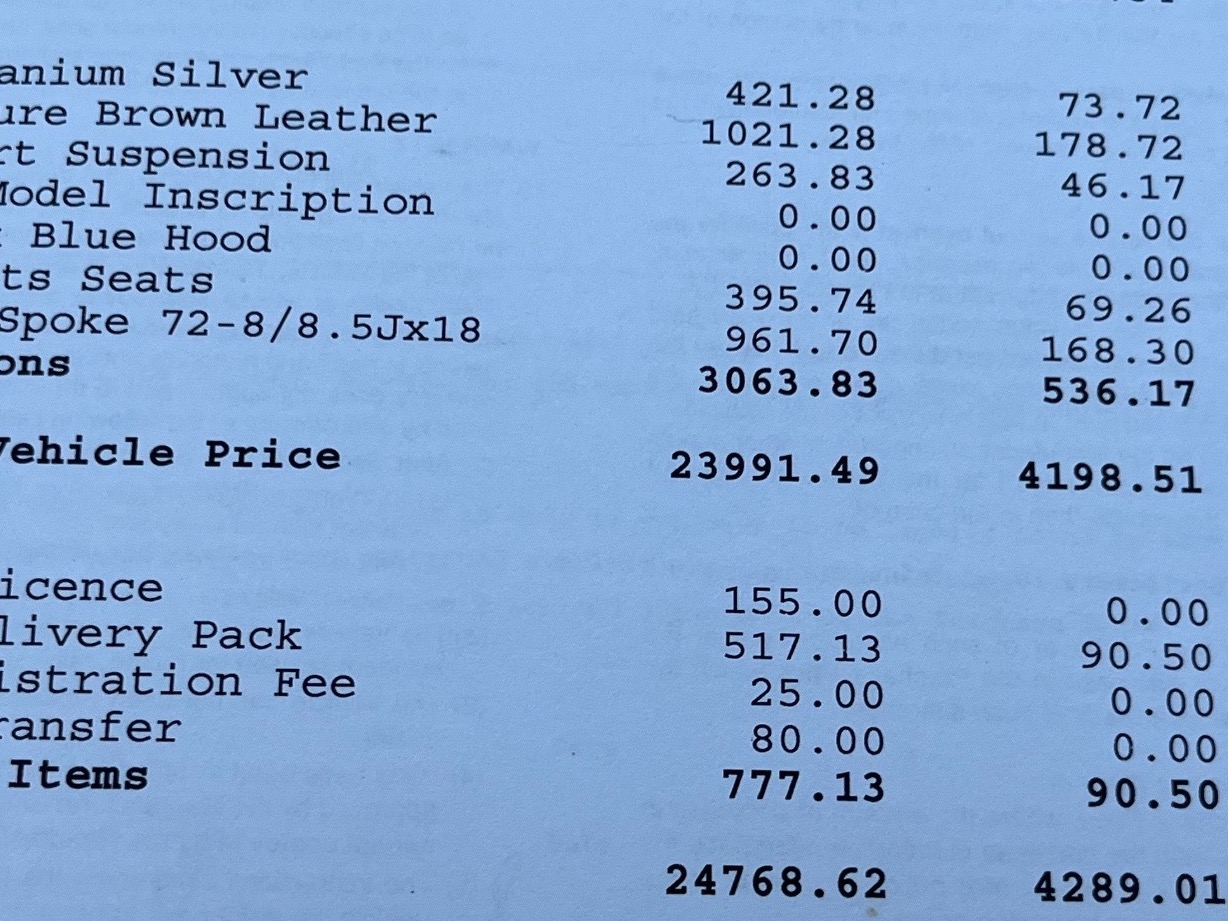 anium Silver 421.28 73.72
ure Brown Leather 1021.28 178.72
rt Suspension 263.83 46.17
Model Inscription 0.00 0.00
Blue Hood 0.00 0.00
ts Seats 395.74 69.26
Spoke 72-8/8.5Jx18 961.70 168.30
ons 3063.83 536.17
Vehicle Price 23991.49 4198.51
icence 155.00 0.00
livery Pack 517.13 90.50
istration Fee 25.00 0.00
ransfer 80.00 0.00
Items 777.13 90.50
24768.62 4289.01